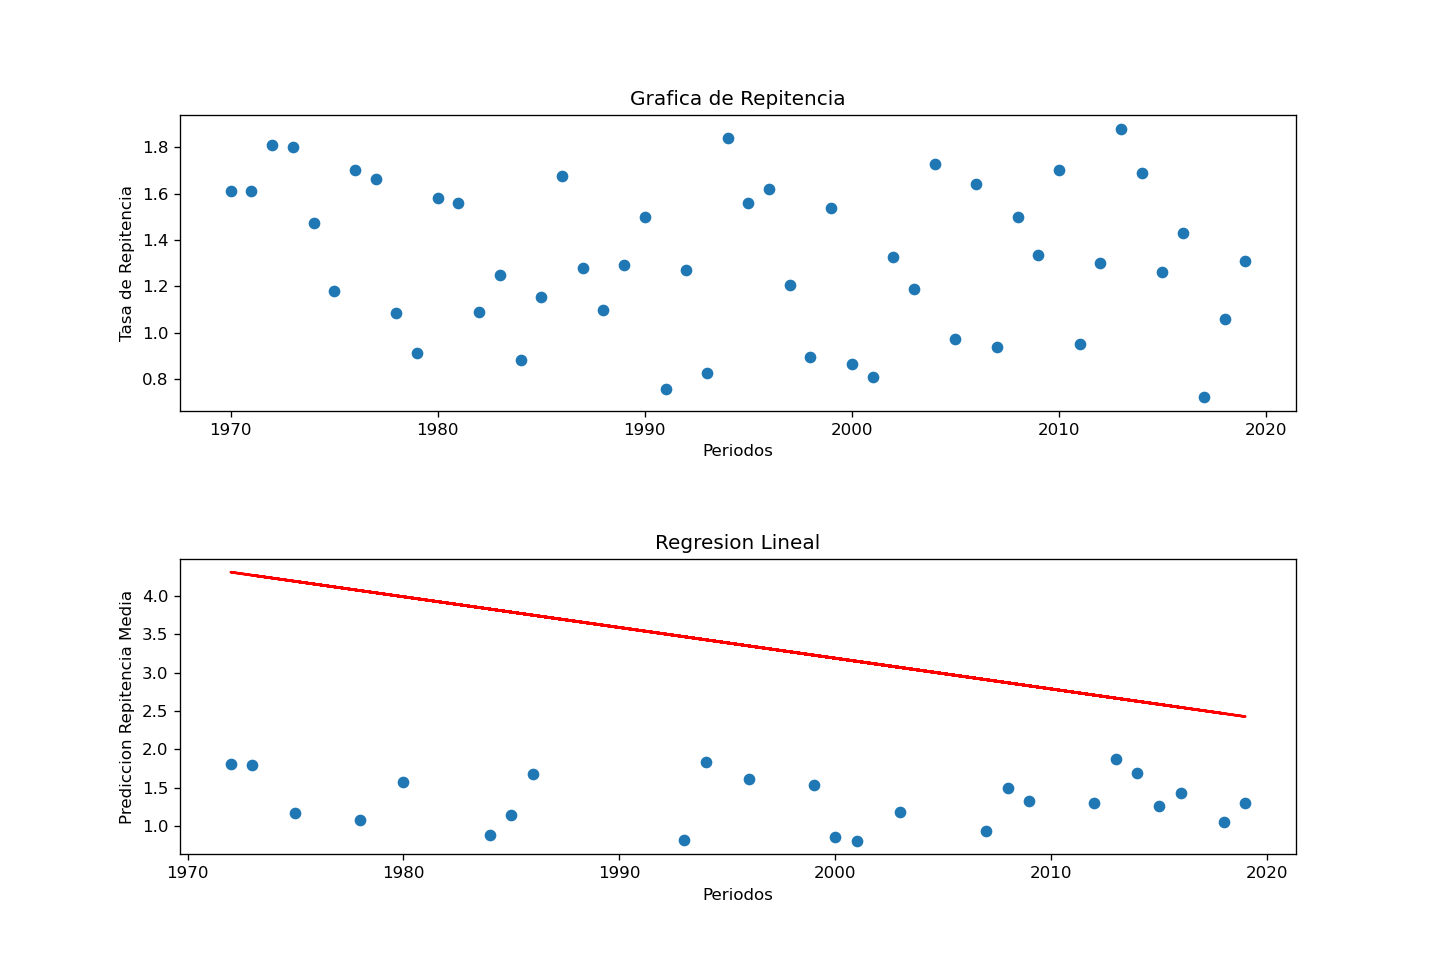 Grafica de Repitencia
Tasa de Repitencia
1.8
1.6
1.4
1.2
1.0
0.8
1970 1980 1990 2000 2010 2020
Periodos
Regresion Lineal
Prediccion Repitencia Media
4.0
3.5
3.0
2.5
2.0
1.5
1.0
1970 1980 1990 2000 2010 2020
Periodos